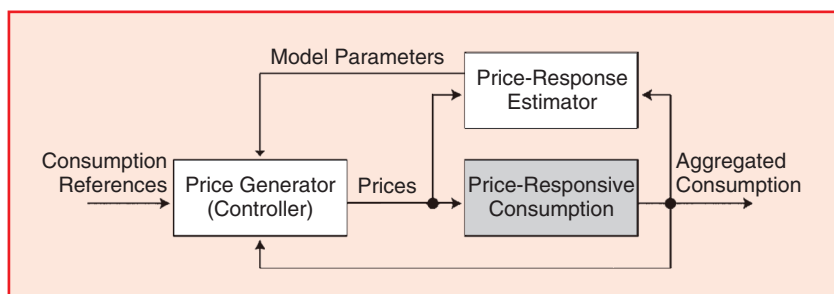 Model Parameters
Price-Response
Estimator
Consumption
References
Price Generator
(Controller)
Prices
Price-Responsive
Consumption
Aggregated
Consumption